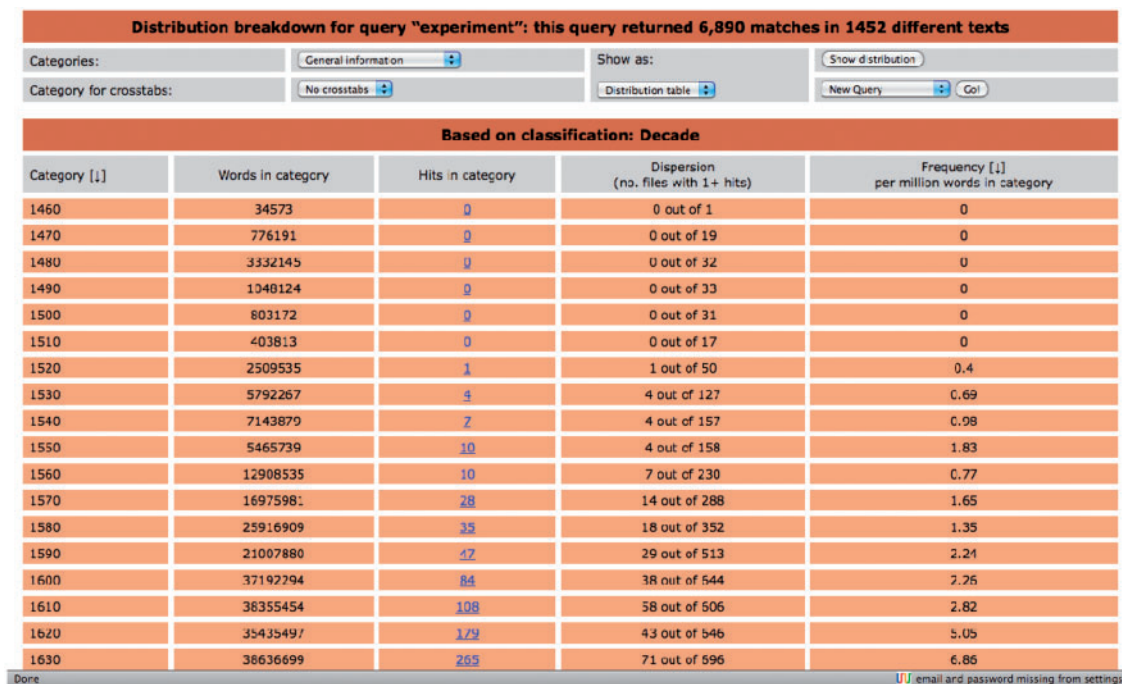 Distribution breakdown for query “experiment”: this query returned 6,890 matches in 1452 different texts
Categories: General information Show as: Show distribution
Category for crosstabs: No crosstabs Distribution table New Query Go!
Based on classification: Decade
Category [↓] Words in category Hits in category Dispersion (no. files with 1+ hits) Frequency [↓] per million words in category
1460 34573 0 0 out of 1 0
1470 776191 0 0 out of 19 0
1480 3332145 0 0 out of 32 0
1490 1048124 0 0 out of 33 0
1500 803172 0 0 out of 31 0
1510 403813 0 0 out of 17 0
1520 2509535 1 1 out of 50 0.4
1530 5792267 4 4 out of 127 0.69
1540 7143879 7 4 out of 157 0.98
1550 5465739 10 4 out of 158 1.83
1560 12908535 10 7 out of 230 0.77
1570 16975981 28 14 out of 288 1.65
1580 25916909 35 18 out of 352 1.35
1590 21007880 47 29 out of 513 2.24
1600 37192294 84 38 out of 544 2.26
1610 38355454 108 58 out of 506 2.82
1620 35435497 179 43 out of 546 5.05
1630 38636699 265 71 out of 596 6.86
Done email and password missing from settings